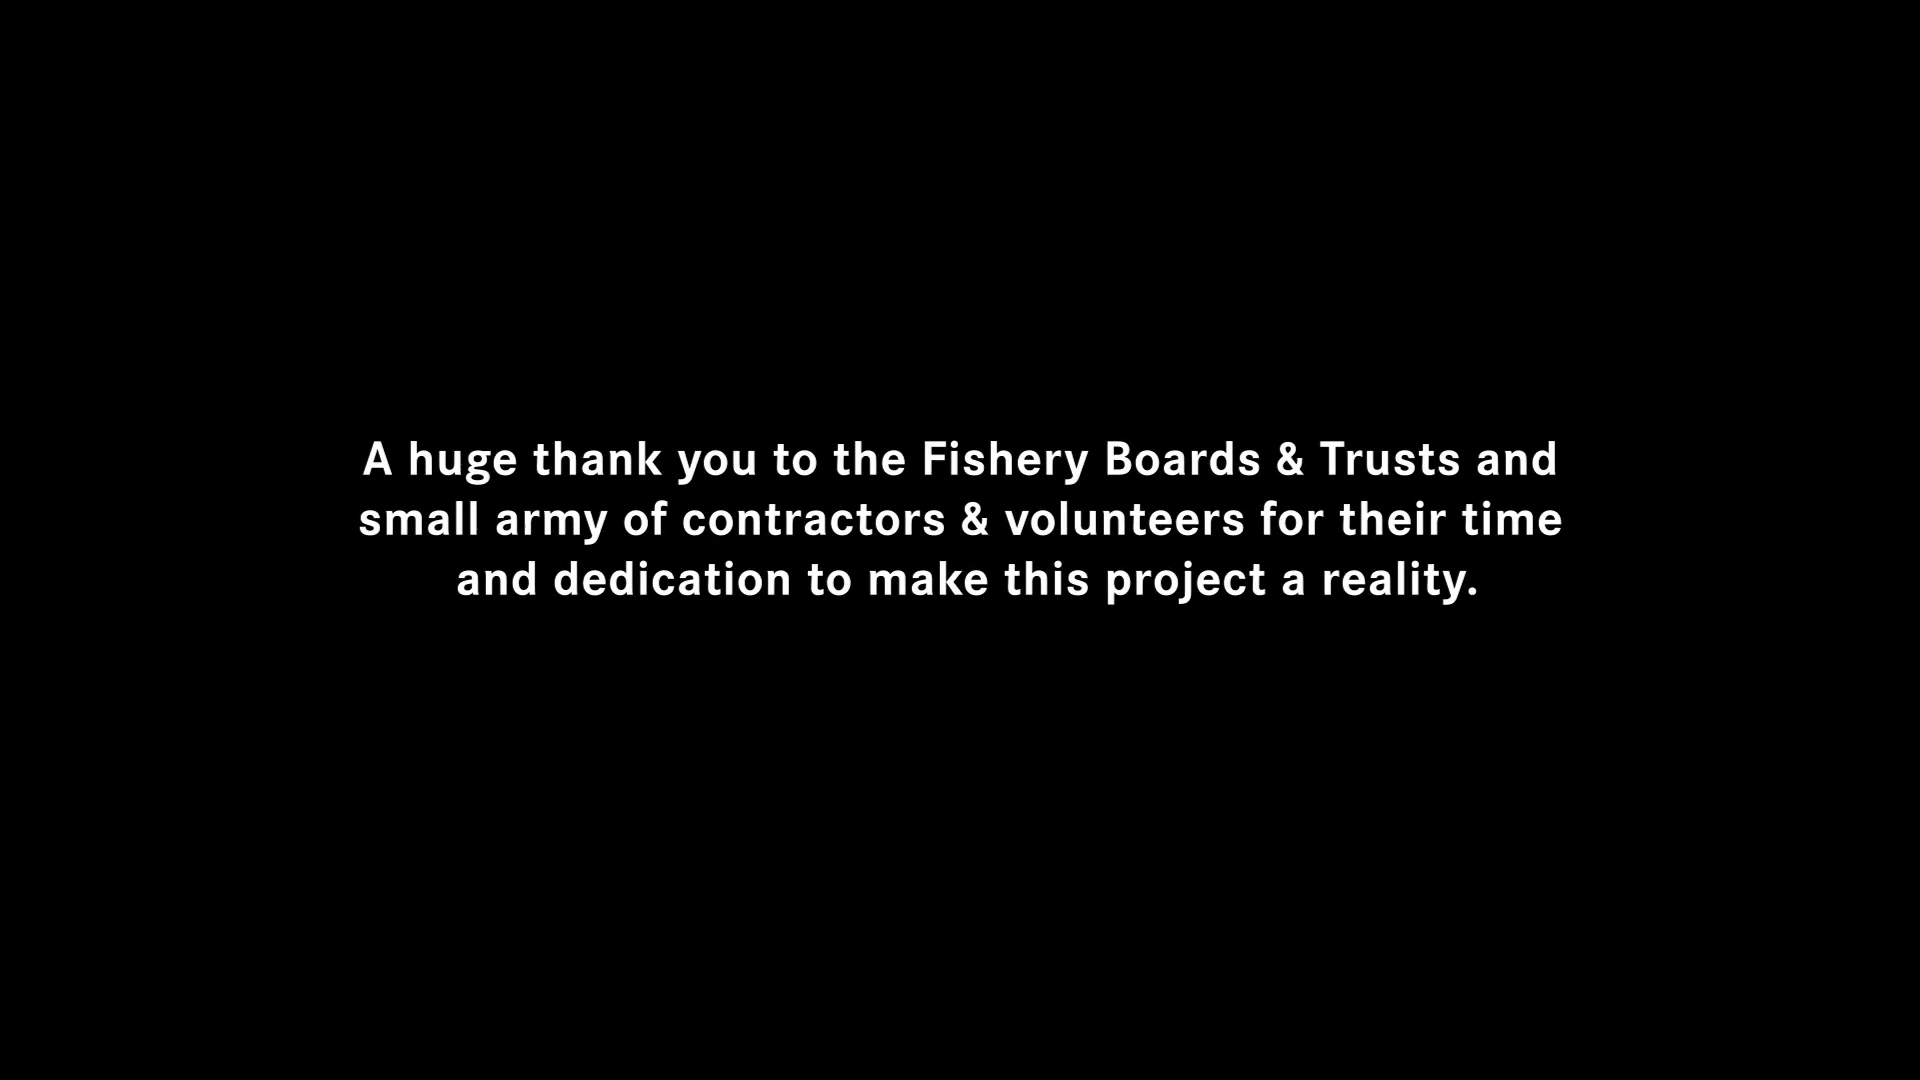 A huge thank you to the Fishery Boards & Trusts and
small army of contractors & volunteers for their time
and dedication to make this project a reality.